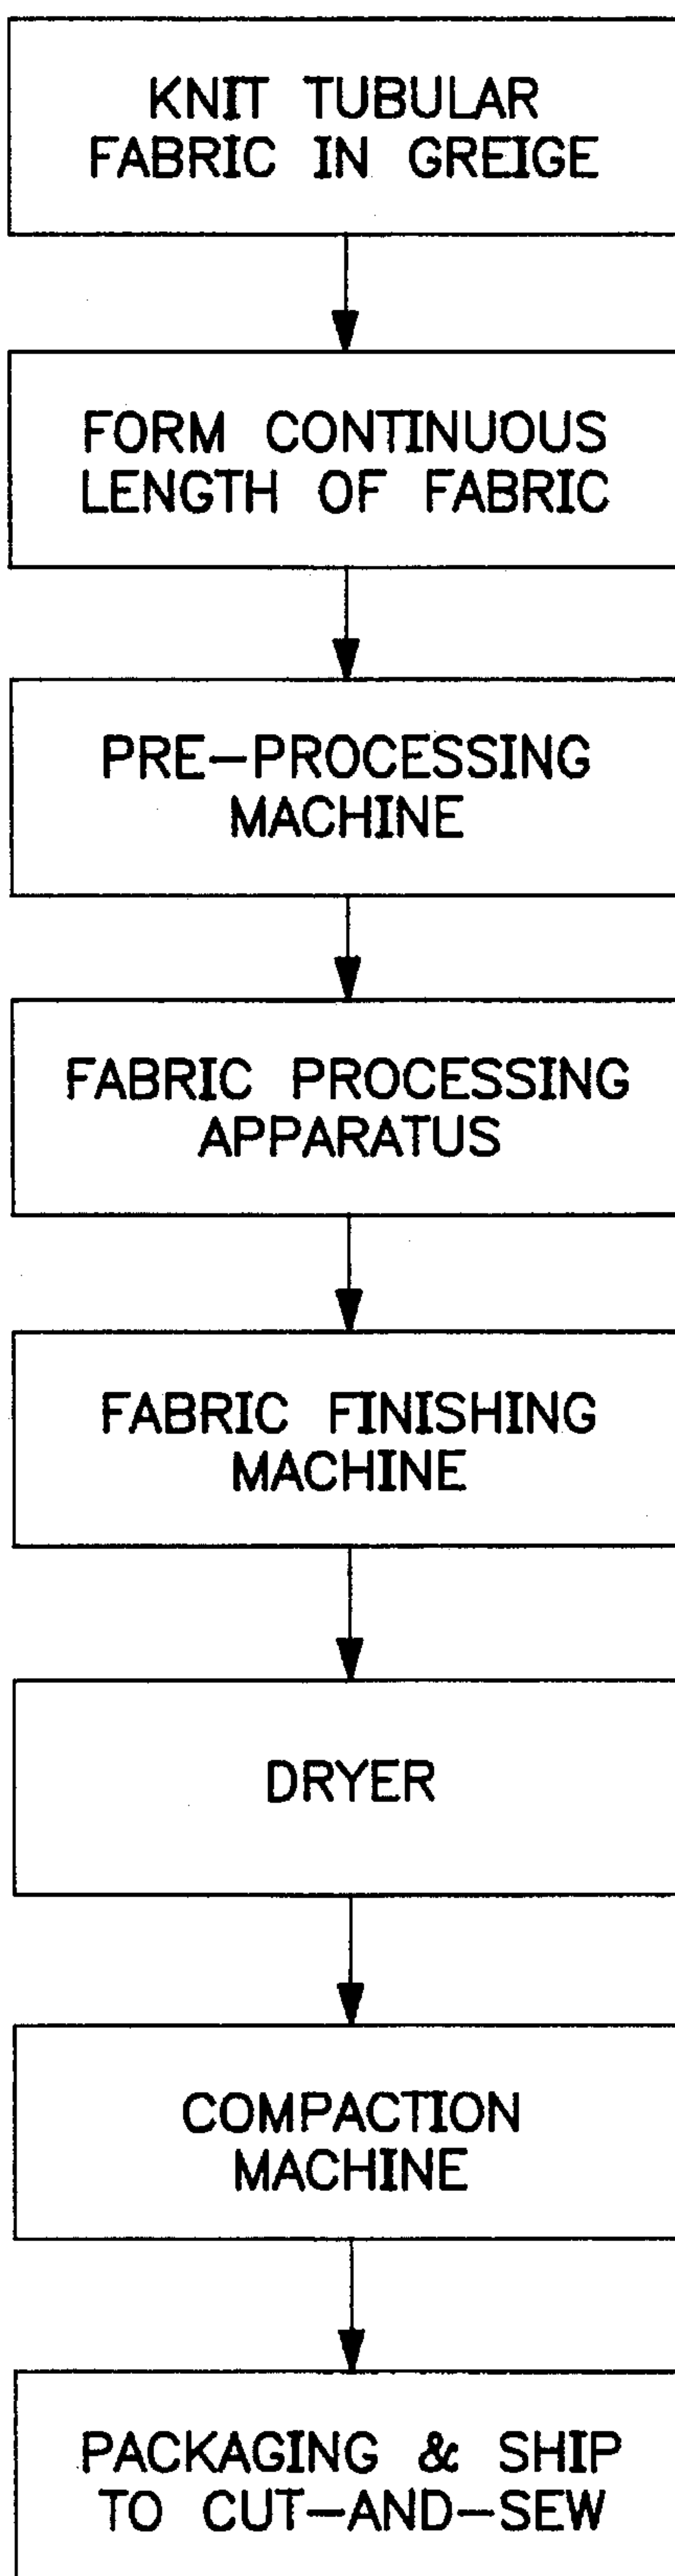 KNIT TUBULAR
FABRIC IN GREIGE
FORM CONTINUOUS
LENGTH OF FABRIC
PRE-PROCESSING
MACHINE
FABRIC PROCESSING
APPARATUS
FABRIC FINISHING
MACHINE
DRYER
COMPACTION
MACHINE
PACKAGING & SHIP
TO CUT-AND-SEW